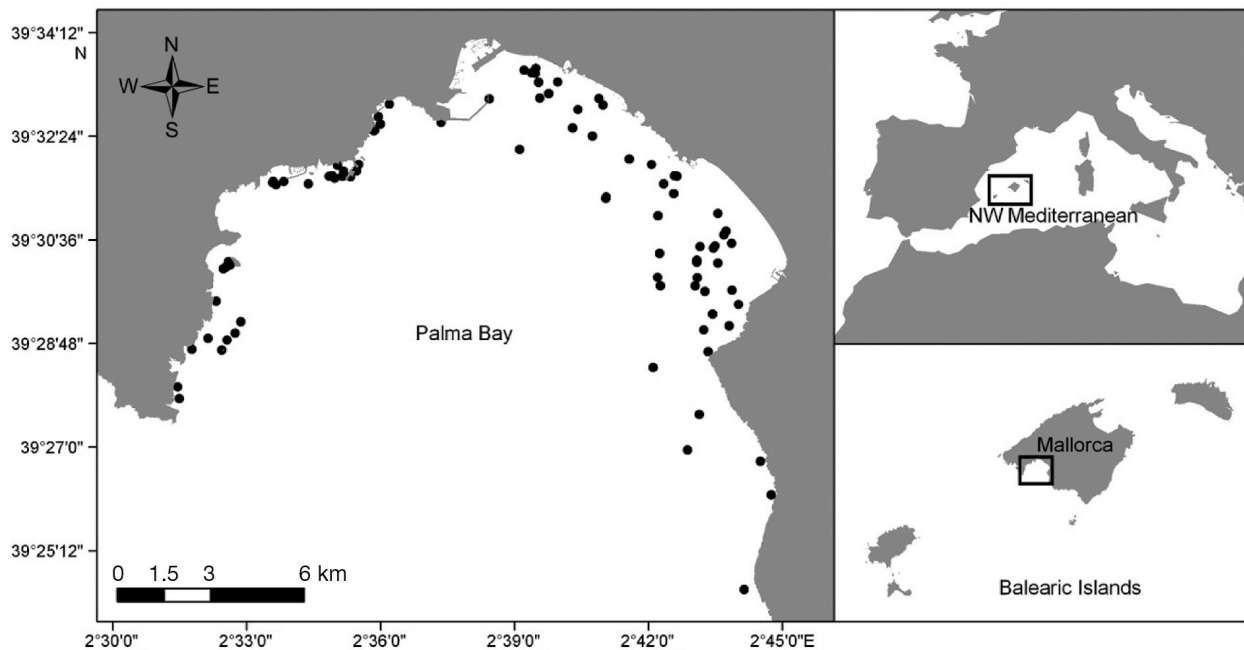 39°34'12"
N
N
W E
S
39°32'24"
39°30'36"
39°28'48"
39°27'0"
39°25'12"
Palma Bay
0 1.5 3 6 km
2°30'0" 2°33'0" 2°36'0" 2°39'0" 2°42'0" 2°45'0"E
NW Mediterranean
Mallorca
Balearic Islands